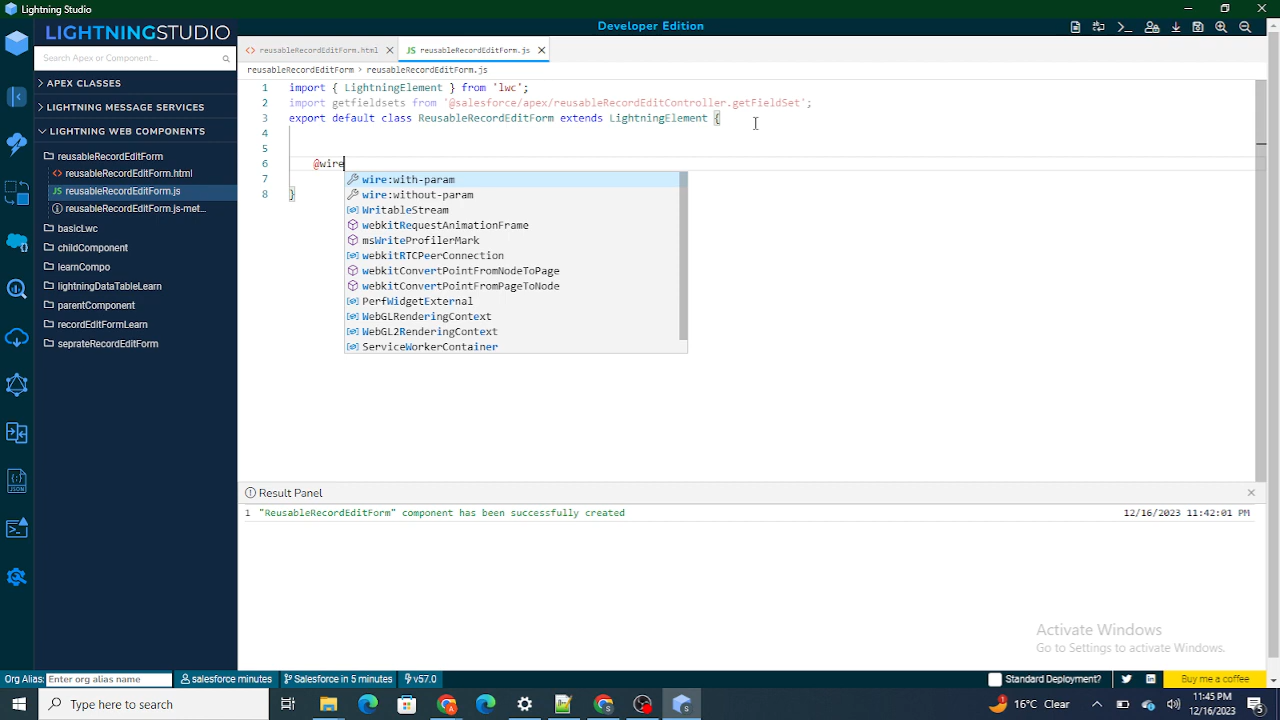 Lightning Studio
LIGHTNINGSTUDIO
Developer Edition
Search Apex or Component...
APEX CLASSES
LIGHTNING MESSAGE SERVICES
LIGHTNING WEB COMPONENTS
reusableRecordEditForm
reusableRecordEditForm.html
reusableRecordEditForm.js
reusableRecordEditForm.js-met...
basicLwc
childComponent
learnCompo
lightningDataTableLearn
parentComponent
recordEditFormLearn
seprateRecordEditForm
reusableRecordEditForm.html
JS reusableRecordEditForm.js
reusableRecordEditForm > reusableRecordEditForm.js
1 import { LightningElement } from 'lwc';
2 import getfieldsets from '@salesforce/apex/reusableRecordEditController.getFieldSet';
3 export default class ReusableRecordEditForm extends LightningElement {
4
5
6 @wire
7
8 }
wire:with-param
wire:without-param
WritableStream
webkitRequestAnimationFrame
msWriteProfilerMark
webkitRTCPeerConnection
webkitConvertPointFromNodeToPage
webkitConvertPointFromPageToNode
PerfWidgetExternal
WebGLRenderingContext
WebGL2RenderingContext
ServiceWorkerContainer
Result Panel
1 "ReusableRecordEditForm" component has been successfully created 12/16/2023 11:42:01 PM
Activate Windows
Go to Settings to activate Windows.
Org Alias: Enter org alias name salesforce minutes Salesforce in 5 minutes v57.0 Standard Deployment? Buy me a coffee
Type here to search
16°C Clear
11:45 PM
12/16/2023